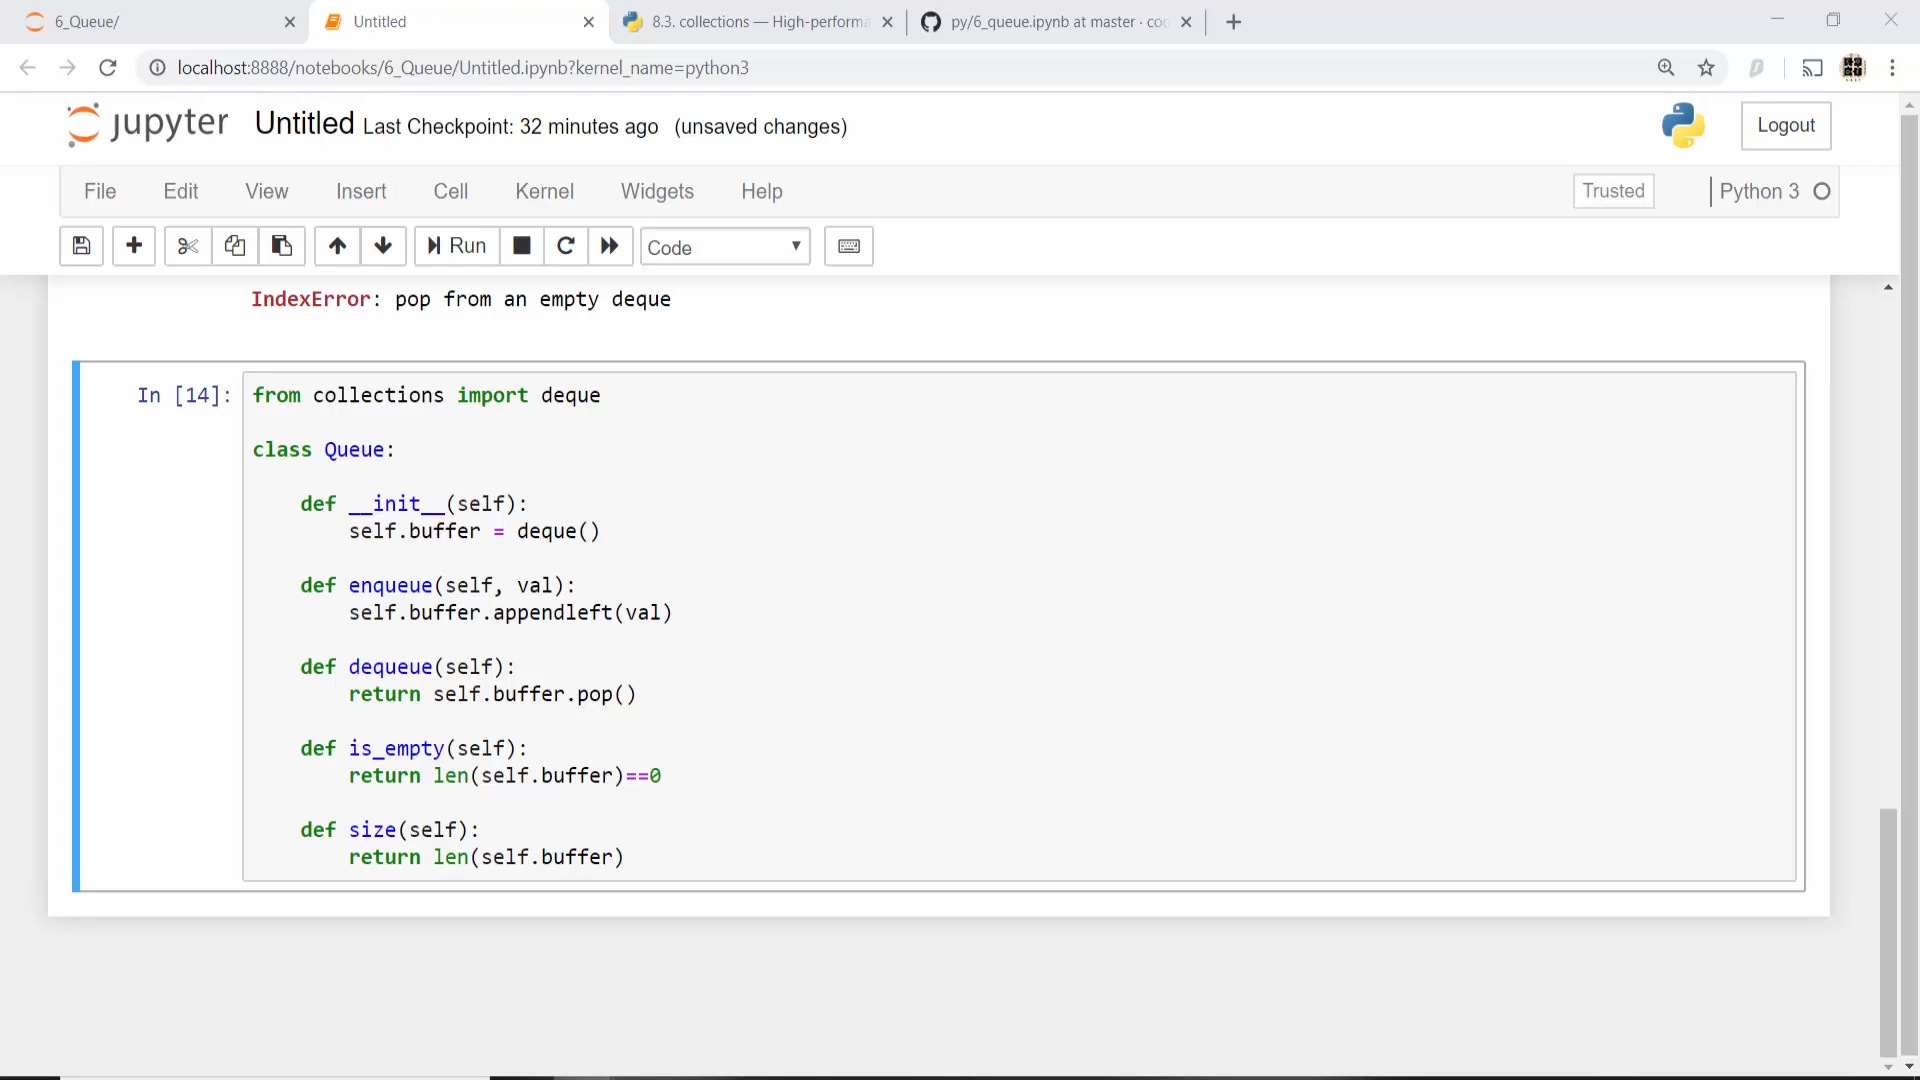 6_Queue/
Untitled
8.3. collections — High-performa
py/6_queue.ipynb at master · co
localhost:8888/notebooks/6_Queue/Untitled.ipynb?kernel_name=python3
jupyter Untitled Last Checkpoint: 32 minutes ago (unsaved changes)
Logout
File Edit View Insert Cell Kernel Widgets Help
Trusted
Python 3
Run
Code
IndexError: pop from an empty deque
In [14]:
from collections import deque
class Queue:
def __init__(self):
self.buffer = deque()
def enqueue(self, val):
self.buffer.appendleft(val)
def dequeue(self):
return self.buffer.pop()
def is_empty(self):
return len(self.buffer)==0
def size(self):
return len(self.buffer)